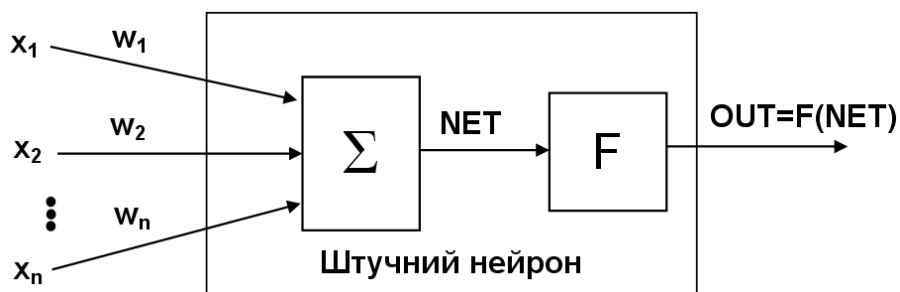 x₁ w₁
x₂ w₂ Σ NET F OUT=F(NET)
wₙ
xₙ
Штучний нейрон